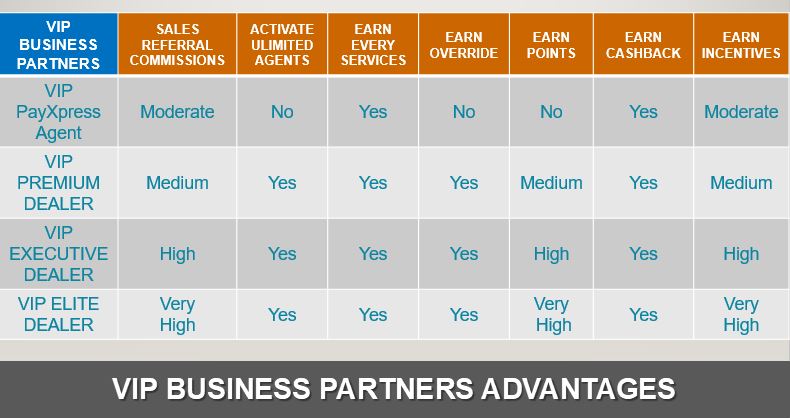 VIP BUSINESS PARTNERS | SALES REFERRAL COMMISSIONS | ACTIVATE ULIMITED AGENTS | EARN EVERY SERVICES | EARN OVERRIDE | EARN POINTS | EARN CASHBACK | EARN INCENTIVES
VIP PayXpress Agent | Moderate | No | Yes | No | No | Yes | Moderate
VIP PREMIUM DEALER | Medium | Yes | Yes | Yes | Medium | Yes | Medium
VIP EXECUTIVE DEALER | High | Yes | Yes | Yes | High | Yes | High
VIP ELITE DEALER | Very High | Yes | Yes | Yes | Very High | Yes | Very High
VIP BUSINESS PARTNERS ADVANTAGES